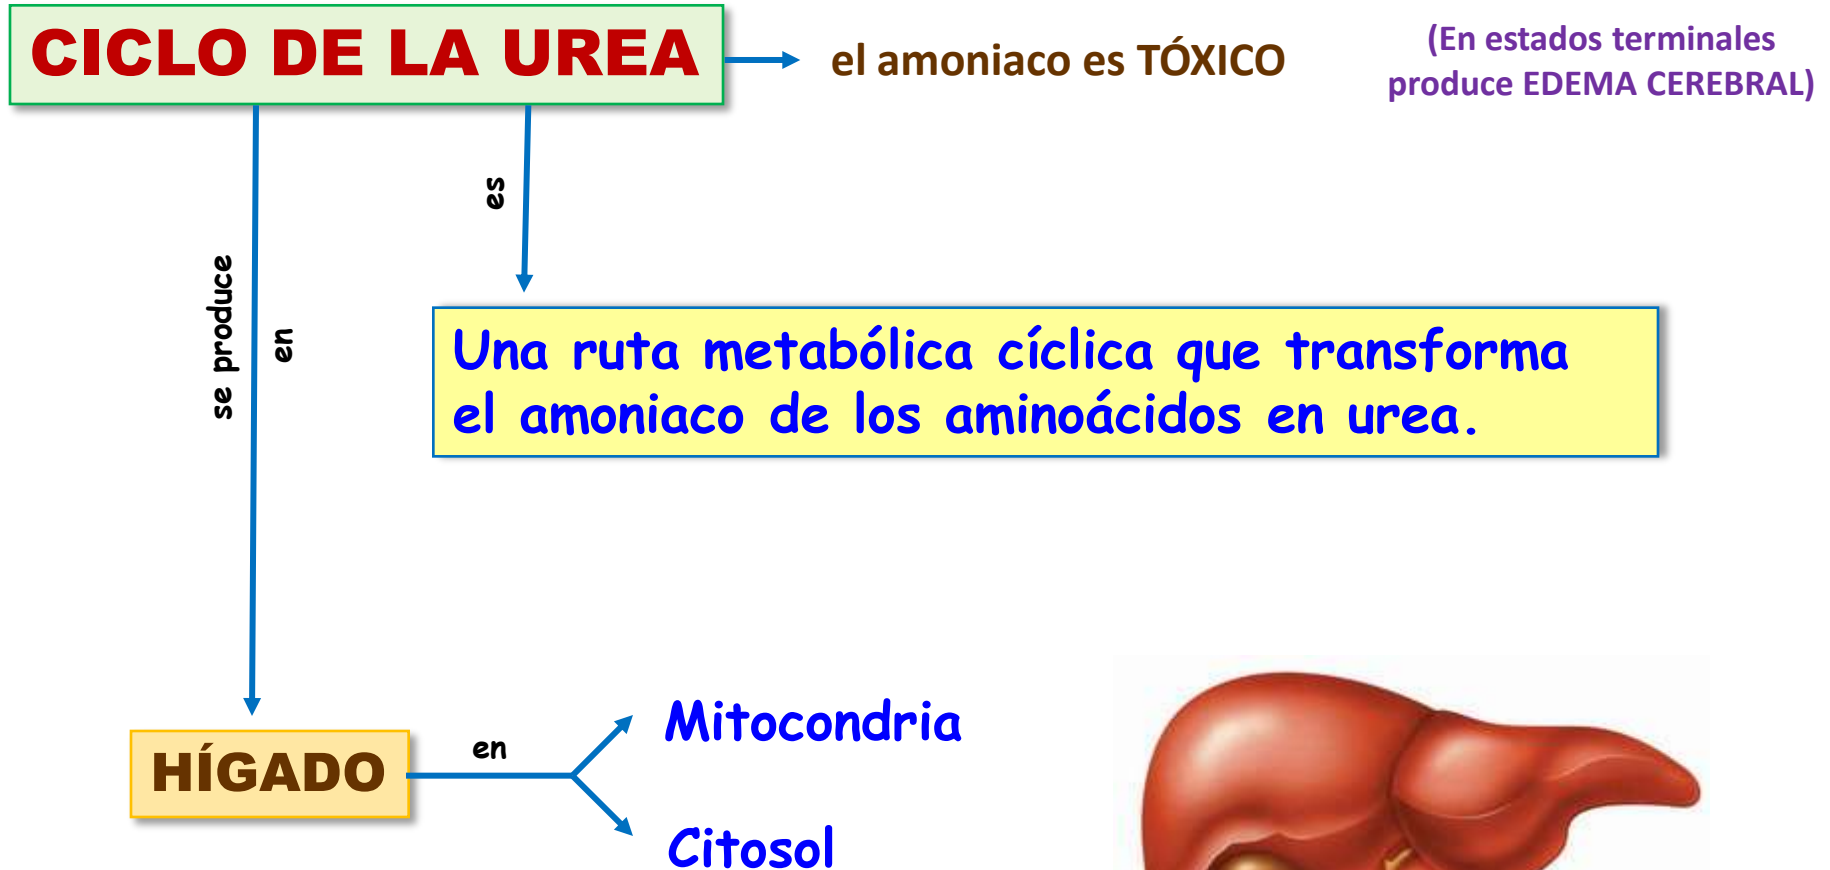 CICLO DE LA UREA
el amoniaco es TÓXICO
(En estados terminales
produce EDEMA CEREBRAL)
es
se produce
en
Una ruta metabólica cíclica que transforma
el amoniaco de los aminoácidos en urea.
HÍGADO
en
Mitocondria
Citosol